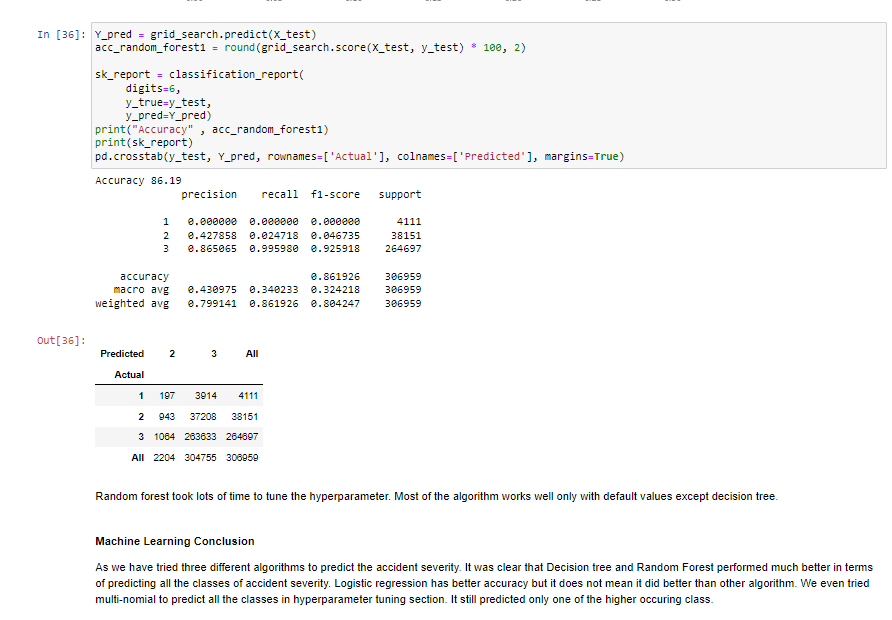 In [36]: Y_pred = grid_search.predict(X_test)
acc_random_forest1 = round(grid_search.score(X_test, y_test) * 100, 2)
sk_report = classification_report(
digits=6,
y_true=y_test,
y_pred=Y_pred)
print("Accuracy" , acc_random_forest1)
print(sk_report)
pd.crosstab(y_test, Y_pred, rownames=['Actual'], colnames=['Predicted'], margins=True)
Accuracy 86.19
precision recall f1-score support
1 0.000000 0.000000 0.000000 4111
2 0.427858 0.024718 0.046735 38151
3 0.865065 0.995980 0.925918 264697
accuracy 0.861926 306959
macro avg 0.430975 0.340233 0.324218 306959
weighted avg 0.799141 0.861926 0.804247 306959
Out[36]:
Predicted 2 3 All
Actual
1 197 3914 4111
2 943 37208 38151
3 1064 263633 264697
All 2204 304755 306959
Random forest took lots of time to tune the hyperparameter. Most of the algorithm works well only with default values except decision tree.
Machine Learning Conclusion
As we have tried three different algorithms to predict the accident severity. It was clear that Decision tree and Random Forest performed much better in terms
of predicting all the classes of accident severity. Logistic regression has better accuracy but it does not mean it did better than other algorithm. We even tried
multi-nomial to predict all the classes in hyperparameter tuning section. It still predicted only one of the higher occuring class.